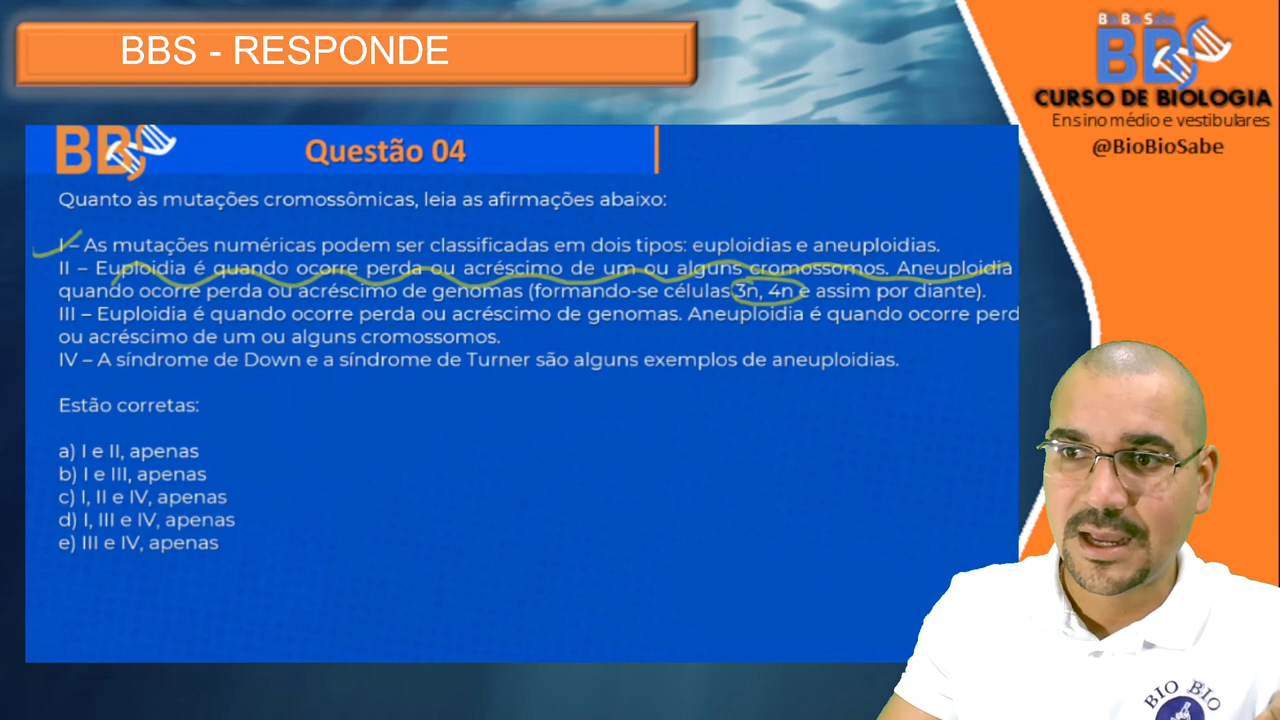 BBS - RESPONDE
Bio Bio Sabe
BBS
CURSO DE BIOLOGIA
Ensino médio e vestibulares
@BioBioSabe
BBS
Questão 04
Quanto às mutações cromossômicas, leia as afirmações abaixo:
I – As mutações numéricas podem ser classificadas em dois tipos: euploidias e aneuploidias.
II – Euploidia é quando ocorre perda ou acréscimo de um ou alguns cromossomos. Aneuploidia
quando ocorre perda ou acréscimo de genomas (formando-se células 3n, 4n e assim por diante).
III – Euploidia é quando ocorre perda ou acréscimo de genomas. Aneuploidia é quando ocorre perd
ou acréscimo de um ou alguns cromossomos.
IV – A síndrome de Down e a síndrome de Turner são alguns exemplos de aneuploidias.
Estão corretas:
a) I e II, apenas
b) I e III, apenas
c) I, II e IV, apenas
d) I, III e IV, apenas
e) III e IV, apenas
BIO BIO